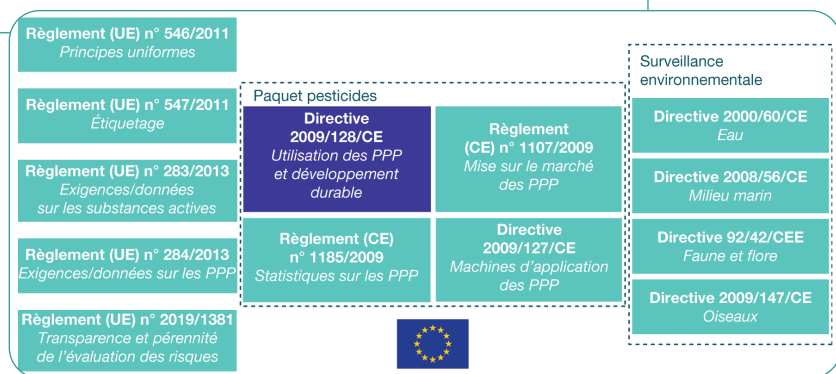 Règlement (UE) n° 546/2011
Principes uniformes
Règlement (UE) n° 547/2011
Étiquetage
Règlement (UE) n° 283/2013
Exigences/données
sur les substances actives
Règlement (UE) n° 284/2013
Exigences/données sur les PPP
Règlement (UE) n° 2019/1381
Transparence et pérennité
de l'évaluation des risques
Paquet pesticides
Directive
2009/128/CE
Utilisation des PPP
et développement
durable
Règlement
(CE) n° 1107/2009
Mise sur le marché
des PPP
Règlement (CE)
n° 1185/2009
Statistiques sur les PPP
Directive
2009/127/CE
Machines d'application
des PPP
Surveillance
environnementale
Directive 2000/60/CE
Eau
Directive 2008/56/CE
Milieu marin
Directive 92/42/CEE
Faune et flore
Directive 2009/147/CE
Oiseaux